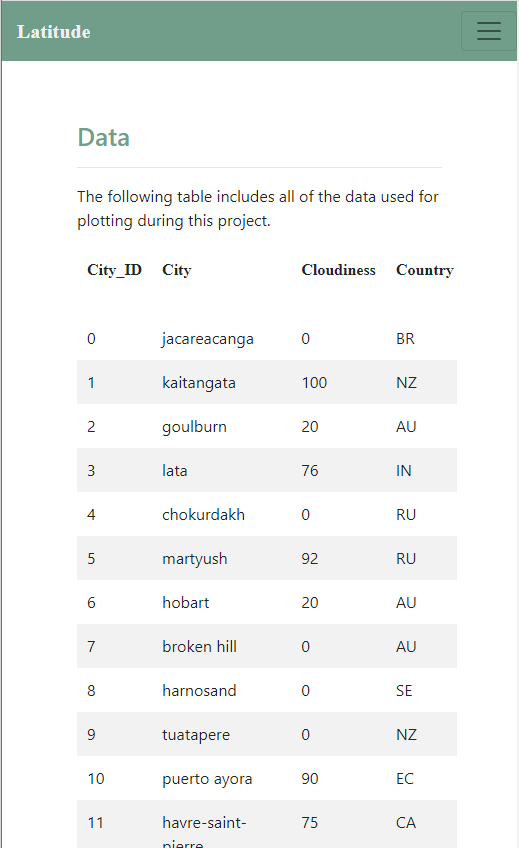 Latitude
Data
The following table includes all of the data used for
plotting during this project.
City_ID City Cloudiness Country
0 jacareacanga 0 BR
1 kaitangata 100 NZ
2 goulburn 20 AU
3 lata 76 IN
4 chokurdakh 0 RU
5 martyush 92 RU
6 hobart 20 AU
7 broken hill 0 AU
8 harnosand 0 SE
9 tuatapere 0 NZ
10 puerto ayora 90 EC
11 havre-saint- 75 CA
pierre